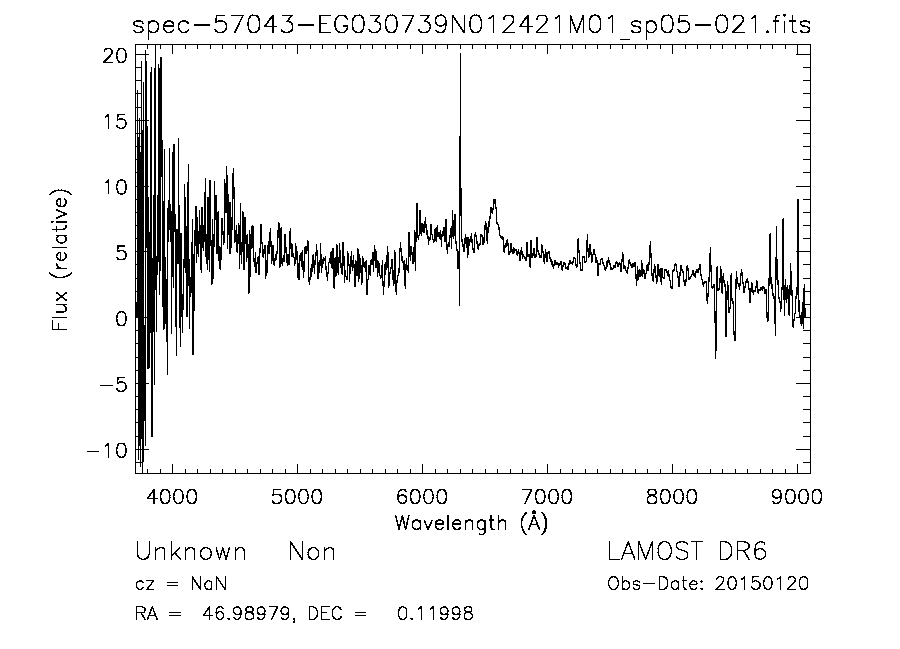 spec-57043-EG030739N012421M01_sp05-021.fits
20
15
10
5
0
-5
-10
Flux (relative)
4000 5000 6000 7000 8000 9000
Wavelength (Å)
Unknown Non LAMOST DR6
cz = NaN Obs-Date: 20150120
RA = 46.98979, DEC = 0.11998